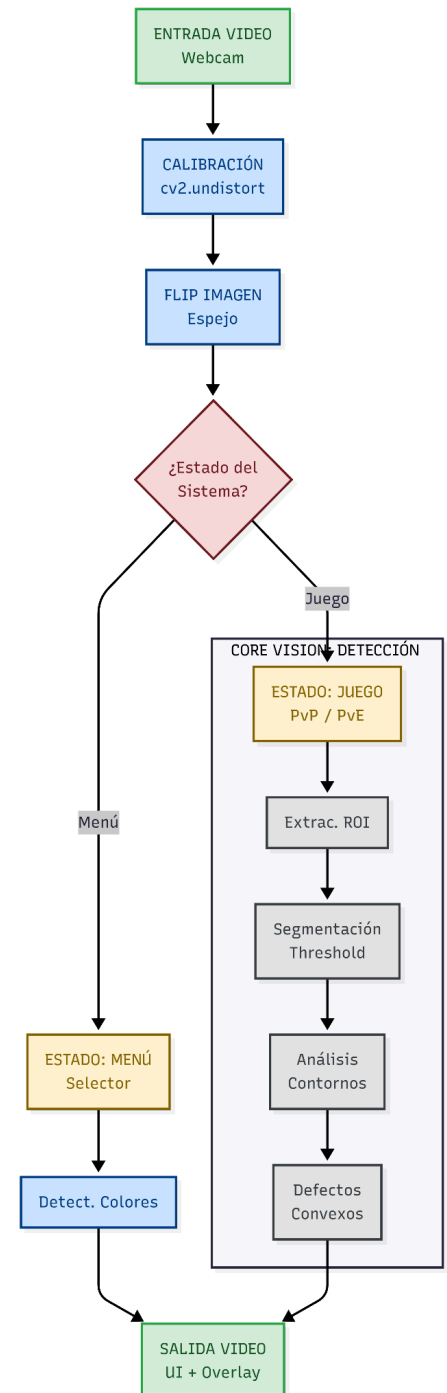 ENTRADA VIDEO
Webcam
CALIBRACIÓN
cv2.undistort
FLIP IMAGEN
Espejo
¿Estado del
Sistema?
Juego
CORE VISION: DETECCIÓN
ESTADO: JUEGO
PvP / PvE
Extrac. ROI
Menú
Segmentación
Threshold
ESTADO: MENÚ
Selector
Análisis
Contornos
Detect. Colores
Defectos
Convexos
SALIDA VIDEO
UI + Overlay